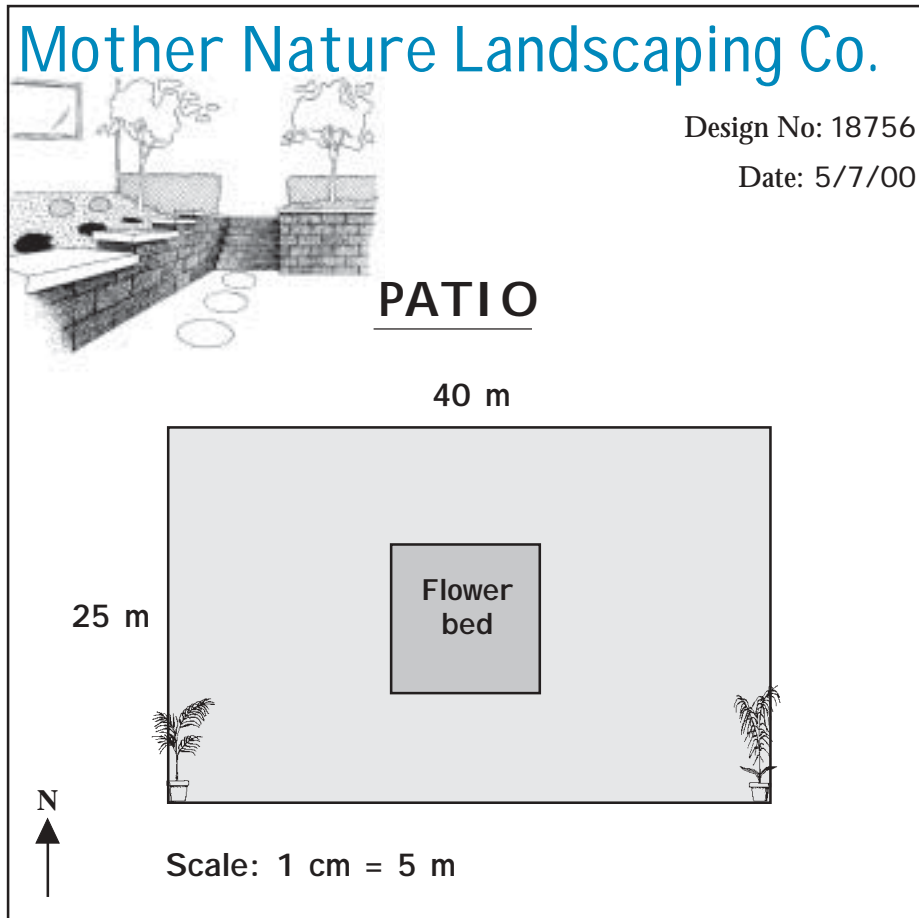 Mother Nature Landscaping Co.
Design No: 18756
Date: 5/7/00
PATIO
40 m
25 m
Flower
bed
N
Scale: 1 cm = 5 m